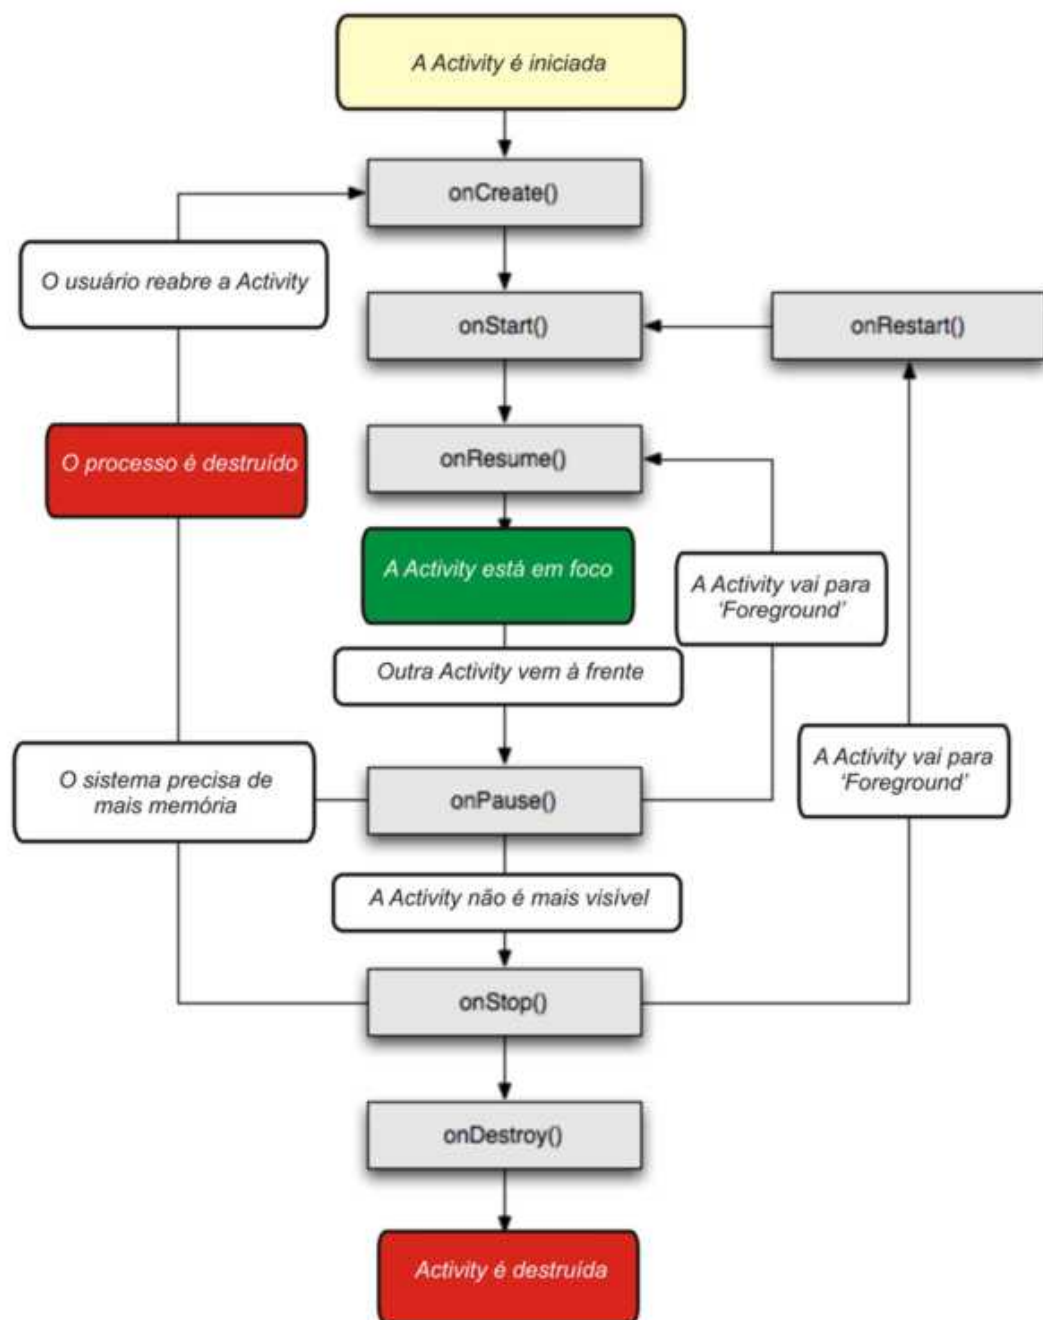 A Activity é iniciada
onCreate()
O usuário reabre a Activity
onStart()
onRestart()
O processo é destruído
onResume()
A Activity está em foco
A Activity vai para
'Foreground'
Outra Activity vem à frente
O sistema precisa de
mais memória
onPause()
A Activity vai para
'Foreground'
A Activity não é mais visível
onStop()
onDestroy()
Activity é destruída